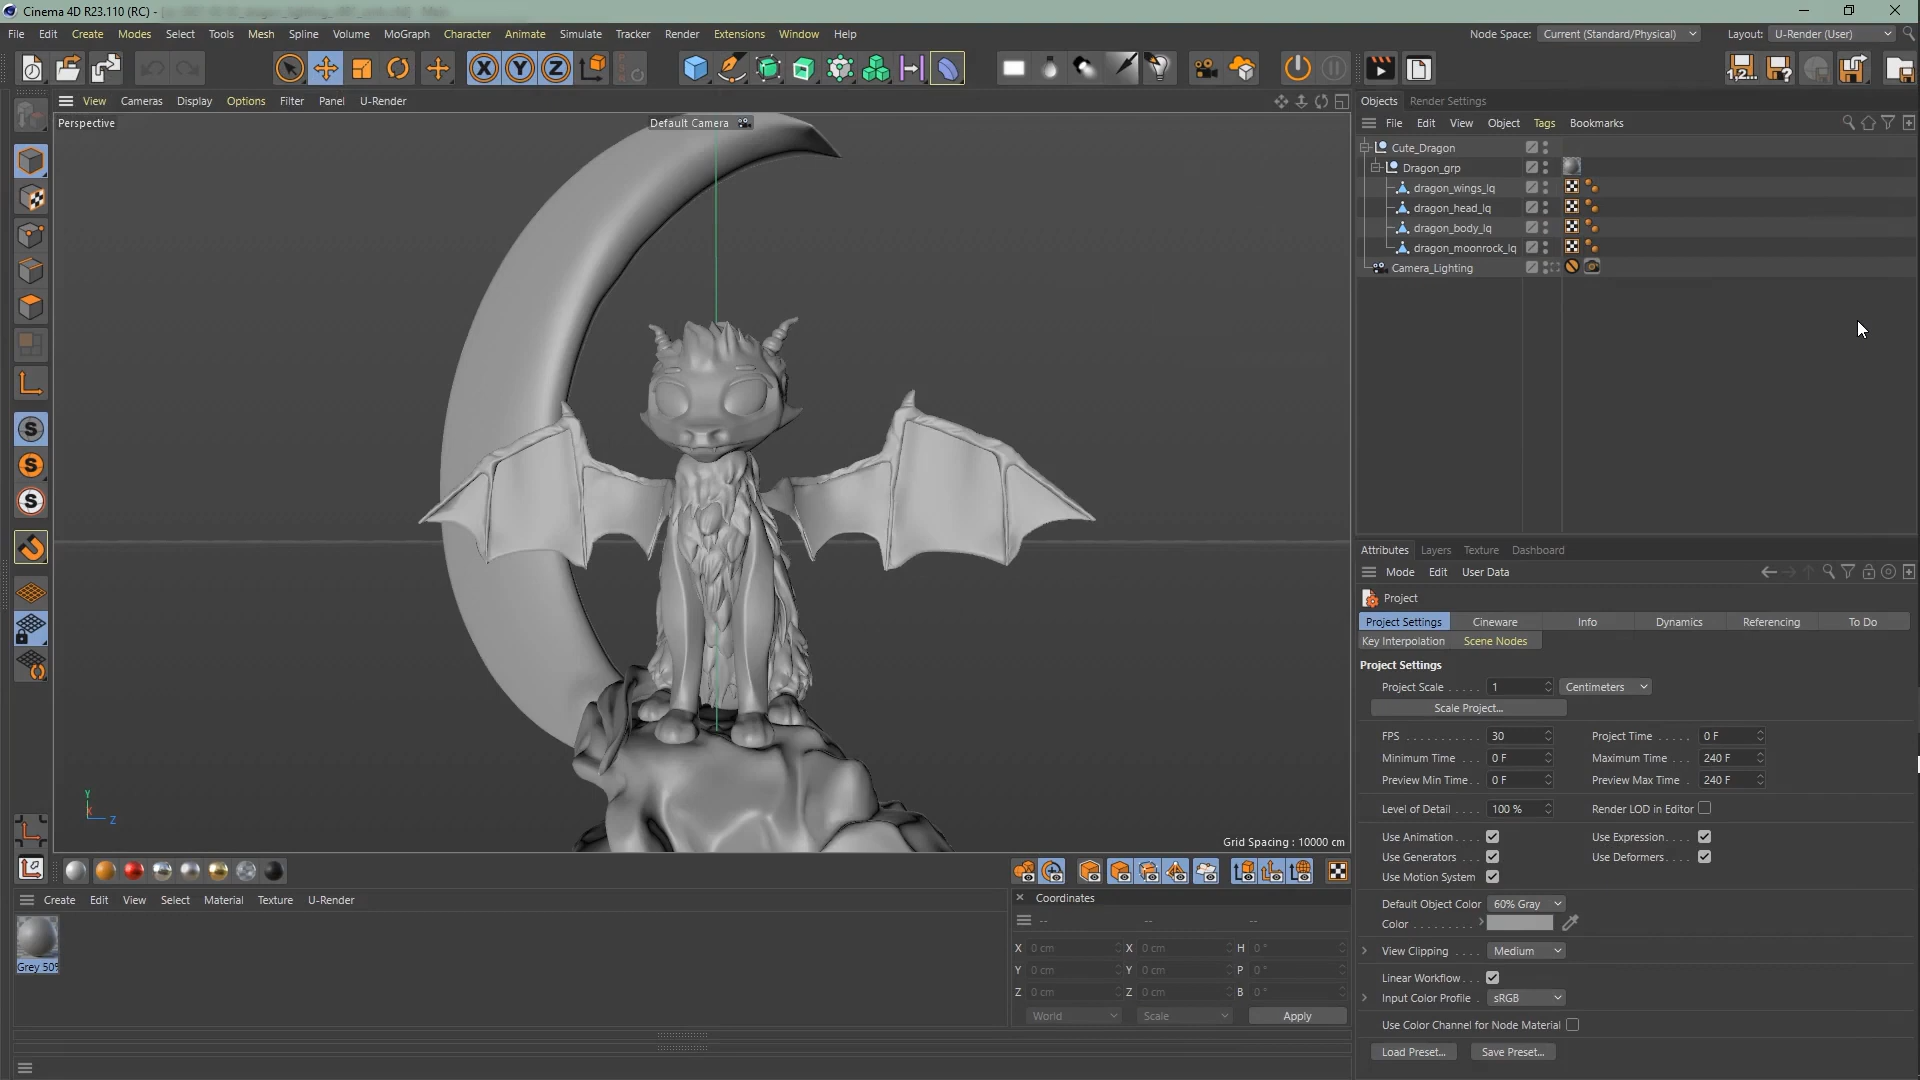 Cinema 4D R23.110 (RC) -
File Edit Create Modes Select Tools Mesh Spline Volume MoGraph Character Animate Simulate Tracker Render Extensions Window Help
Node Space: Current (Standard/Physical) Layout: U-Render (User)
X Y Z
1,2...
View Cameras Display Options Filter Panel U-Render
Perspective
Default Camera
Y
X
Z
Grid Spacing : 10000 cm
S
S
S
Objects Render Settings
File Edit View Object Tags Bookmarks
Cute_Dragon
Dragon_grp
dragon_wings_lq
dragon_head_lq
dragon_body_lq
dragon_moonrock_lq
Camera_Lighting
Attributes Layers Texture Dashboard
Mode Edit User Data
Project
Project Settings Cineware Info Dynamics Referencing To Do
Key Interpolation Scene Nodes
Project Settings
Project Scale . . . . . 1 Centimeters
Scale Project...
FPS . . . . . . . . . . . 30 Project Time . . . . . 0 F
Minimum Time . . 0 F Maximum Time . . . 240 F
Preview Min Time . 0 F Preview Max Time . 240 F
Level of Detail . . . . 100 % Render LOD in Editor
Use Animation . . . . Use Expression . . . .
Use Generators . . . Use Deformers . . . .
Use Motion System
Default Object Color 60% Gray
Color . . . . . . . . .
View Clipping . . . . Medium
Linear Workflow . . .
Input Color Profile . sRGB
Use Color Channel for Node Material
Load Preset... Save Preset...
Create Edit View Select Material Texture U-Render
Grey 50%
Coordinates
-- -- --
X 0 cm X 0 cm H 0 °
Y 0 cm Y 0 cm P 0 °
Z 0 cm Z 0 cm B 0 °
World Scale Apply